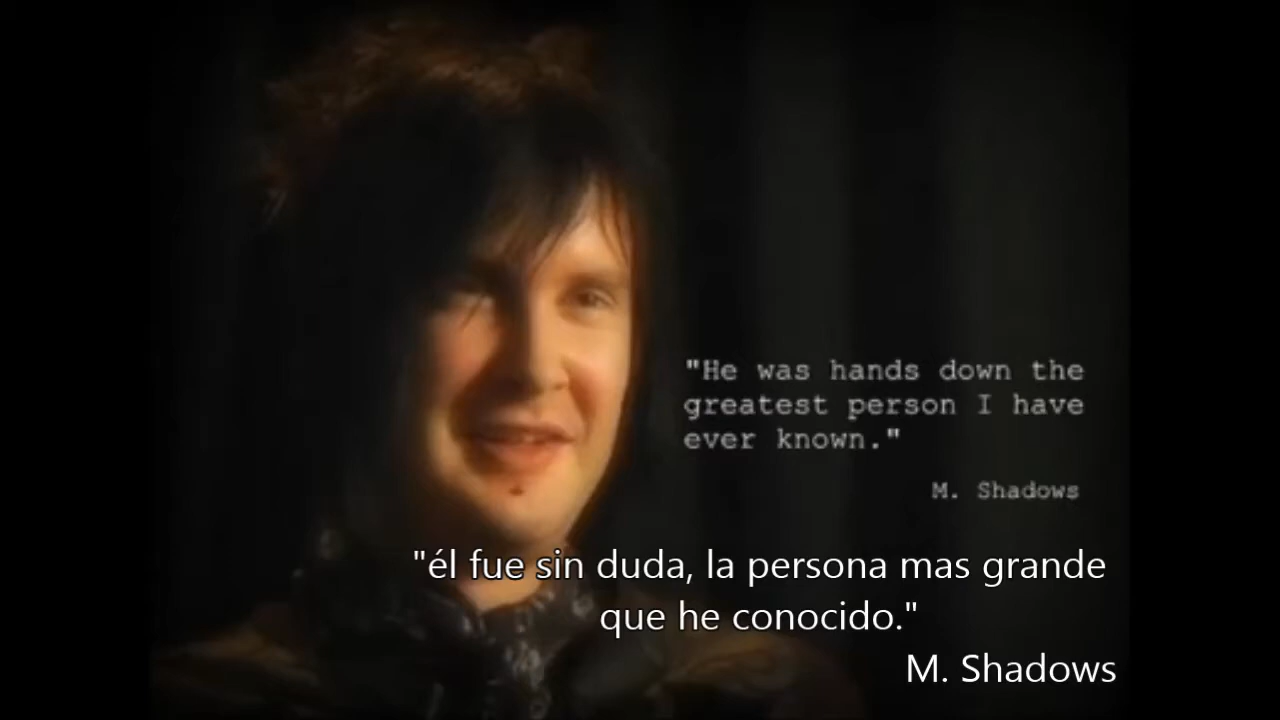 "He was hands down the
greatest person I have
ever known."
M. Shadows
"él fue sin duda, la persona mas grande
que he conocido."
M. Shadows